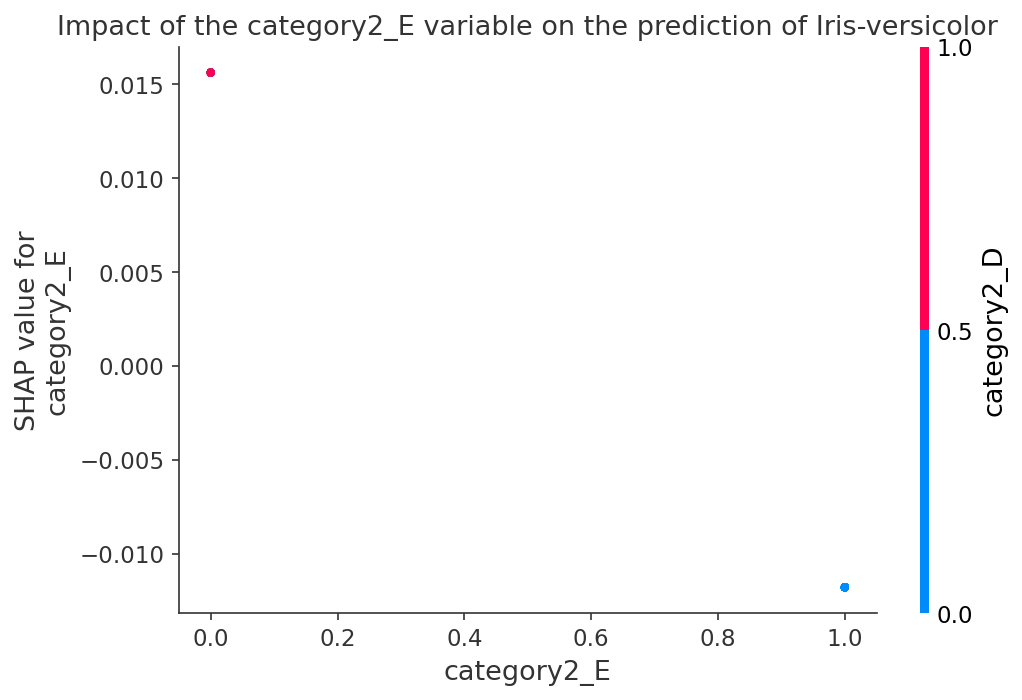 Impact of the category2_E variable on the prediction of Iris-versicolor
SHAP value for
category2_E
0.015
0.010
0.005
0.000
−0.005
−0.010
0.0 0.2 0.4 0.6 0.8 1.0
category2_E
1.0
0.5
0.0
category2_D